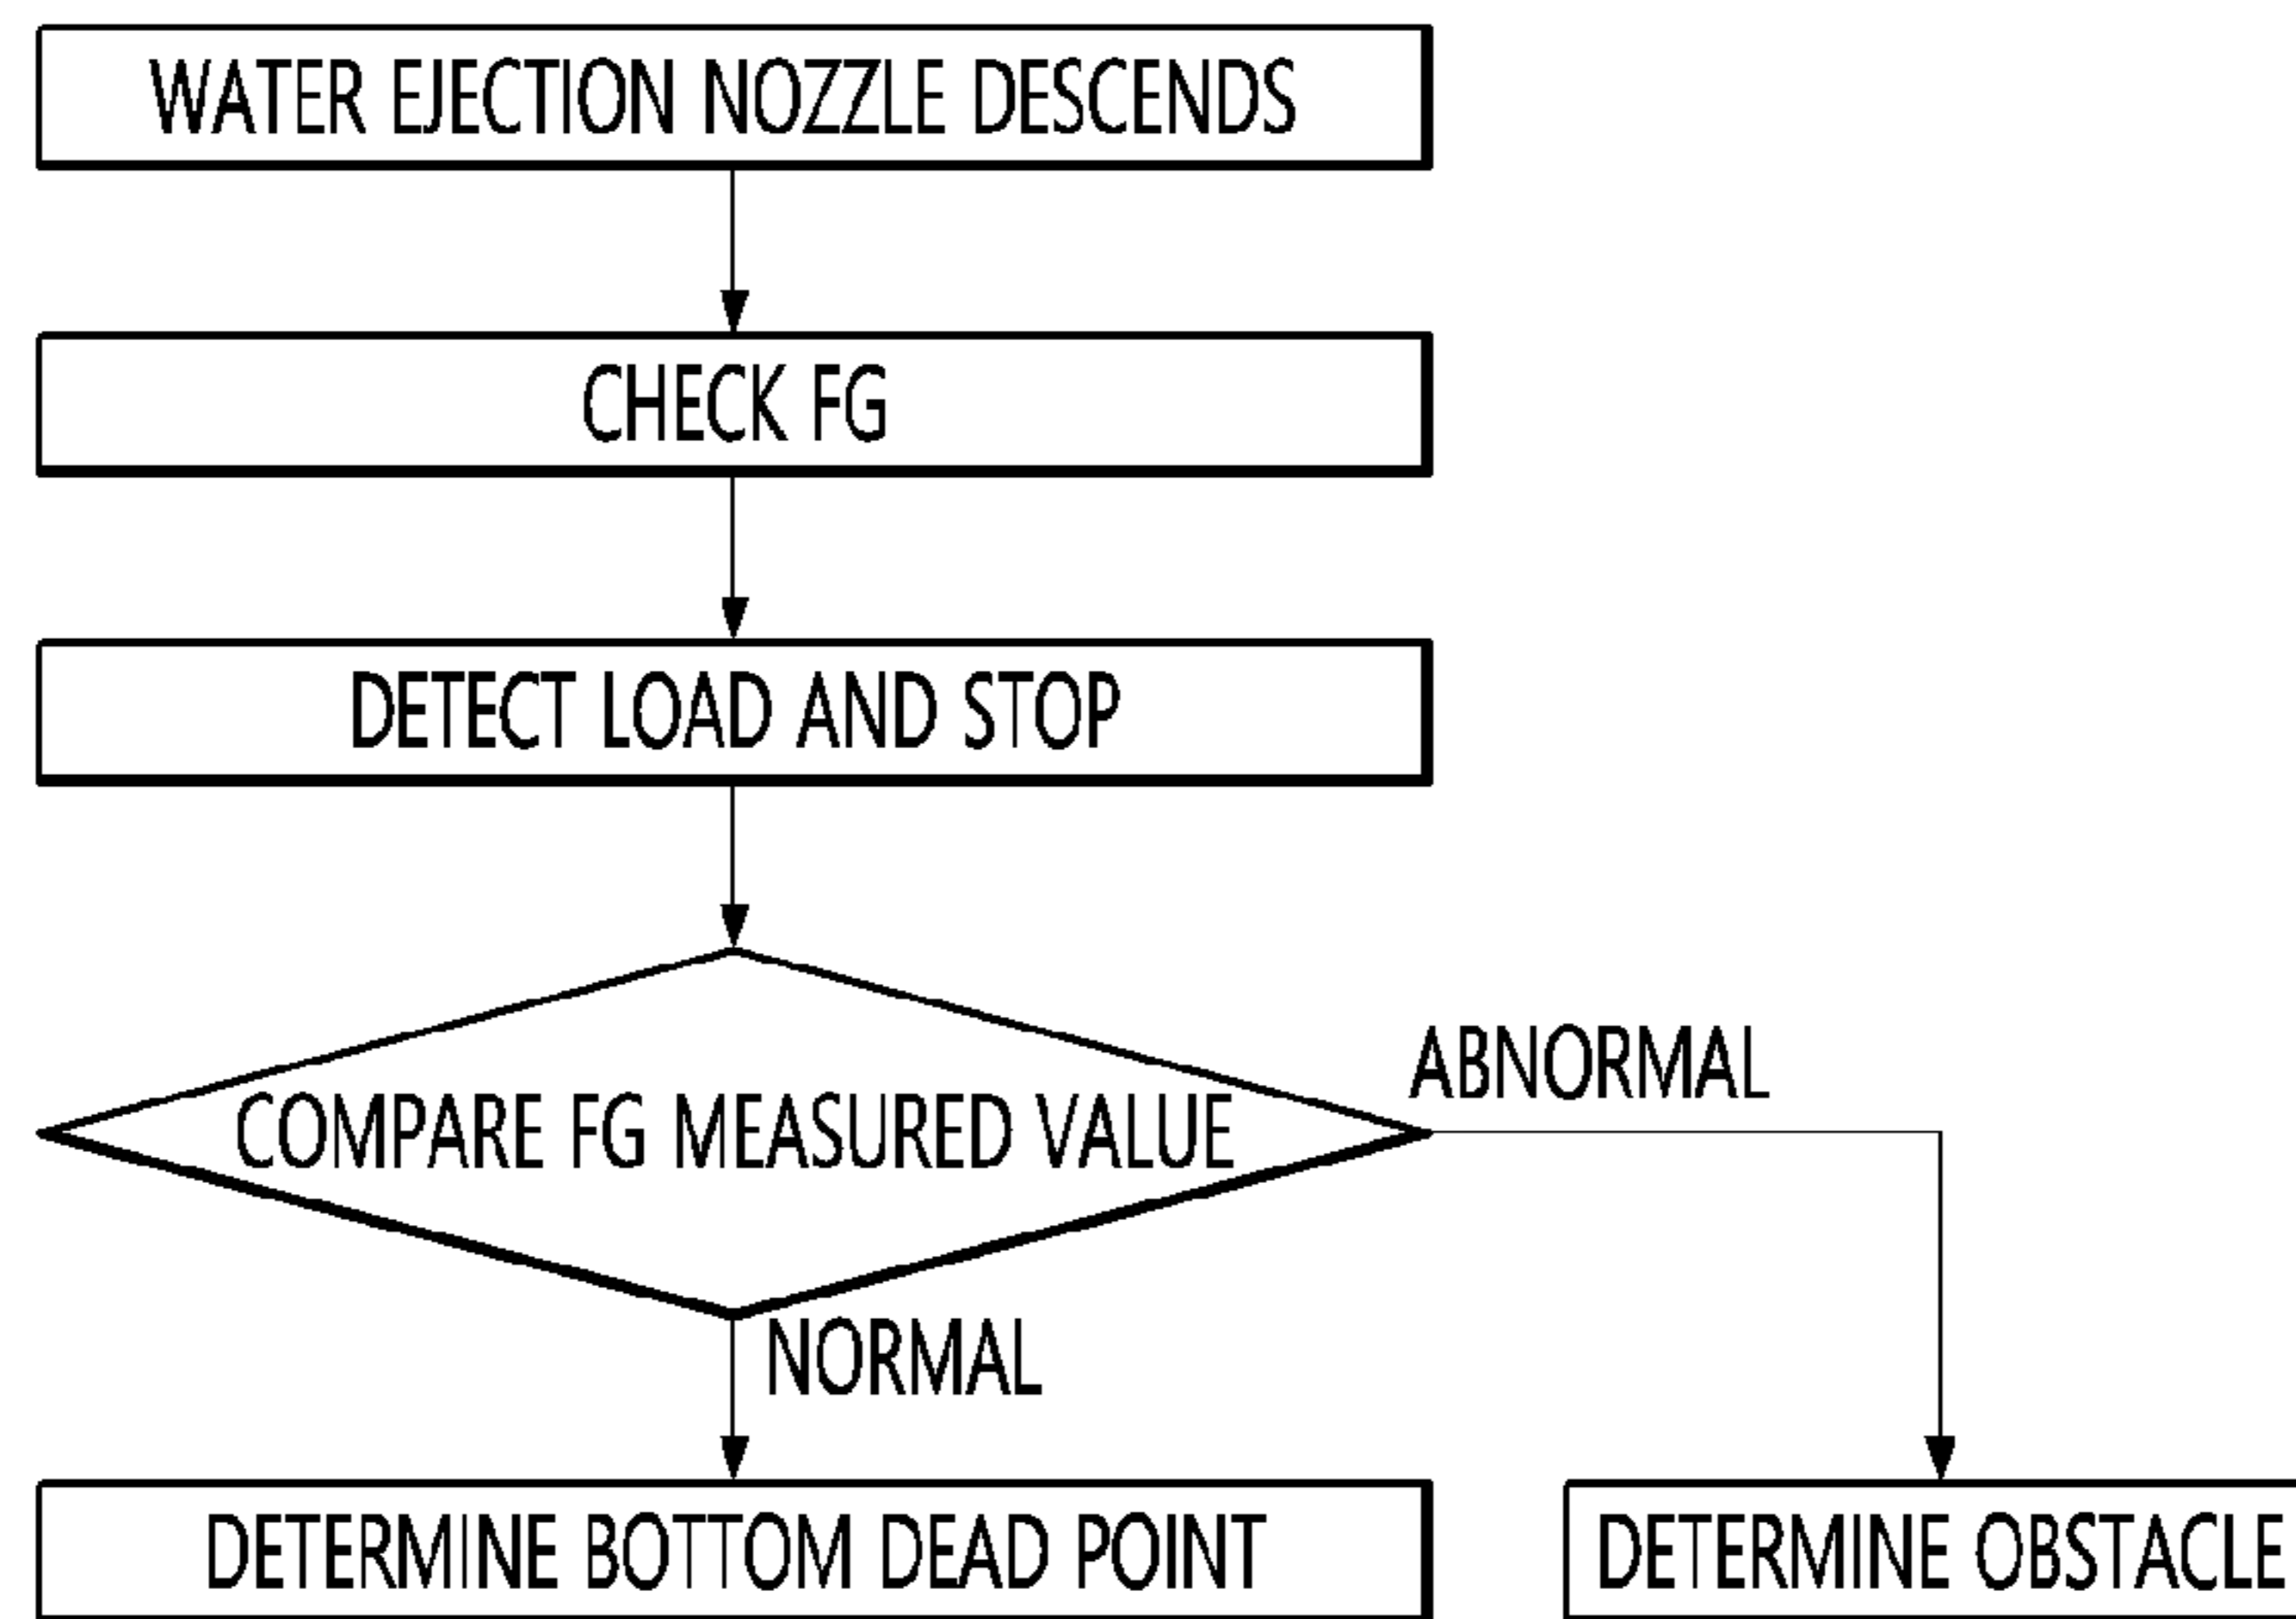 WATER EJECTION NOZZLE DESCENDS
CHECK FG
DETECT LOAD AND STOP
COMPARE FG MEASURED VALUE
ABNORMAL
NORMAL
DETERMINE BOTTOM DEAD POINT
DETERMINE OBSTACLE